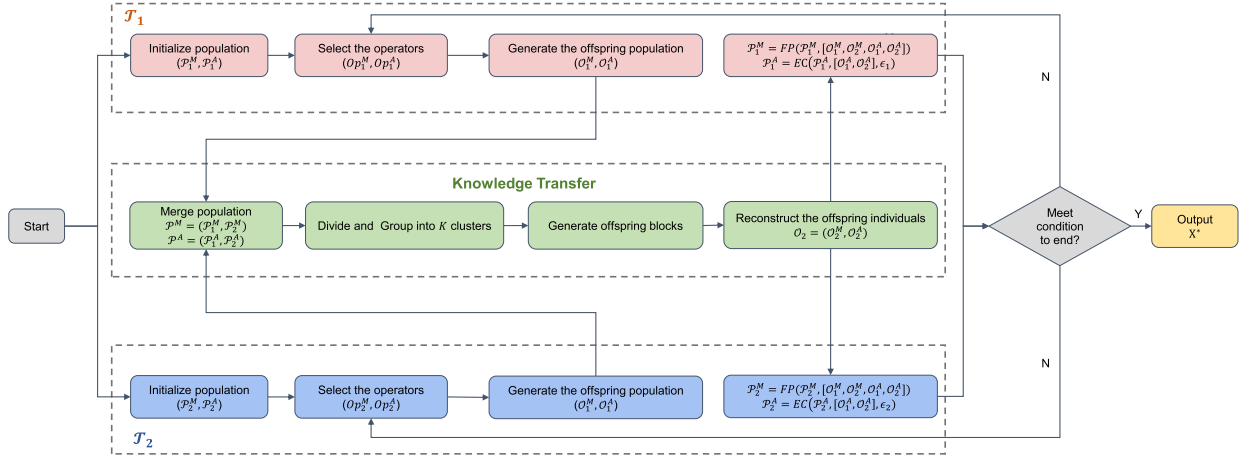 𝒯₁
Initialize population
(𝒫₁ᴹ, 𝒫₁ᴬ)
Select the operators
(Op₁ᴹ, Op₁ᴬ)
Generate the offspring population
(𝒪₁ᴹ, 𝒪₁ᴬ)
𝒫₁ᴹ = FP(𝒫₁ᴹ, [𝒪₁ᴹ, 𝒪₂ᴹ, 𝒪₁ᴬ, 𝒪₂ᴬ])
𝒫₁ᴬ = EC(𝒫₁ᴬ, [𝒪₁ᴬ, 𝒪₂ᴬ], ϵ₁)
N
Knowledge Transfer
Start
Merge population
𝒫ᴹ = (𝒫₁ᴹ, 𝒫₂ᴹ)
𝒫ᴬ = (𝒫₁ᴬ, 𝒫₂ᴬ)
Divide and Group into K clusters
Generate offspring blocks
Reconstruct the offspring individuals
𝒪₂ = (𝒪₂ᴹ, 𝒪₂ᴬ)
Meet
condition
to end?
Y
Output
X*
N
Initialize population
(𝒫₂ᴹ, 𝒫₂ᴬ)
Select the operators
(Op₂ᴹ, Op₂ᴬ)
Generate the offspring population
(𝒪₁ᴹ, 𝒪₁ᴬ)
𝒫₂ᴹ = FP(𝒫₂ᴹ, [𝒪₁ᴹ, 𝒪₂ᴹ, 𝒪₁ᴬ, 𝒪₂ᴬ])
𝒫₂ᴬ = EC(𝒫₂ᴬ, [𝒪₁ᴬ, 𝒪₂ᴬ], ϵ₂)
𝒯₂